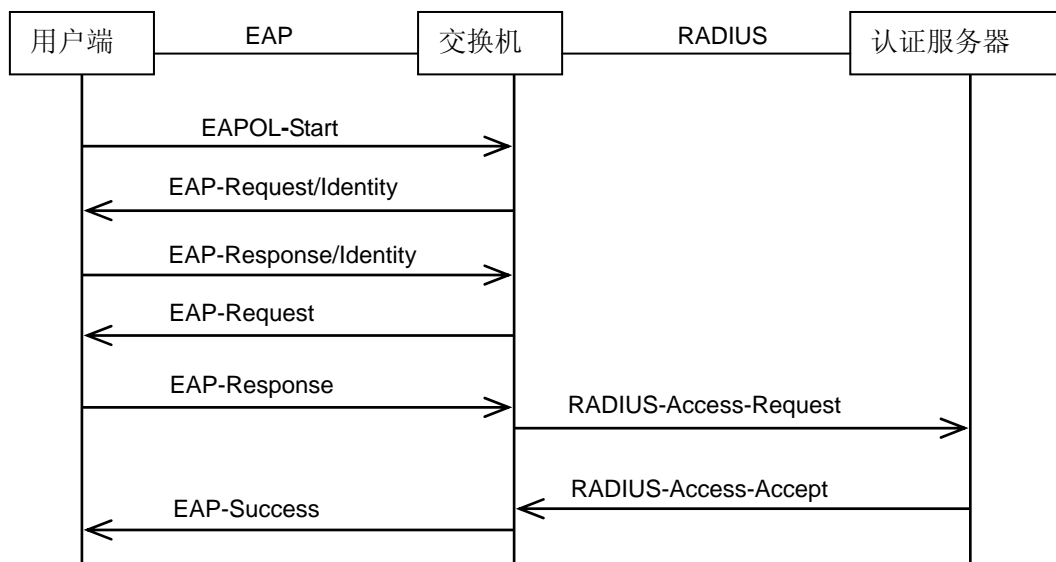 用户端
EAP
交换机
RADIUS
认证服务器
EAPOL-Start
EAP-Request/Identity
EAP-Response/Identity
EAP-Request
EAP-Response
RADIUS-Access-Request
RADIUS-Access-Accept
EAP-Success